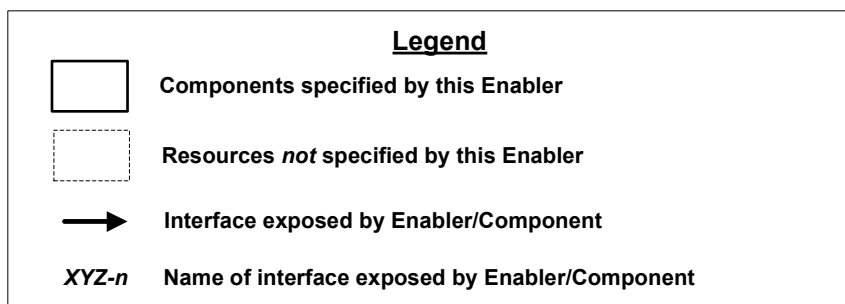 Legend
Components specified by this Enabler
Resources not specified by this Enabler
Interface exposed by Enabler/Component
XYZ-n Name of interface exposed by Enabler/Component